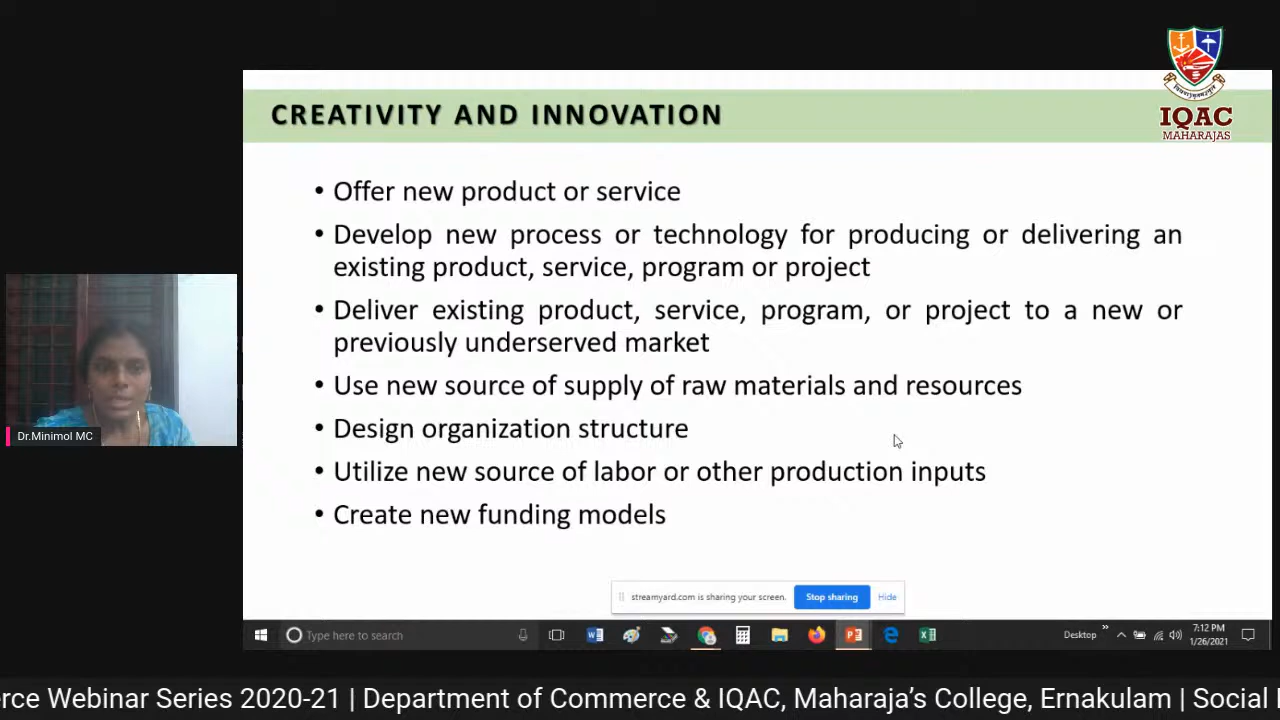 IQAC
MAHARAJAS
CREATIVITY AND INNOVATION
• Offer new product or service
• Develop new process or technology for producing or delivering an
existing product, service, program or project
• Deliver existing product, service, program, or project to a new or
previously underserved market
• Use new source of supply of raw materials and resources
• Design organization structure
• Utilize new source of labor or other production inputs
• Create new funding models
Dr.Minimol MC
streamyard.com is sharing your screen. Stop sharing Hide
Type here to search
Desktop
7:12 PM
1/26/2021
rce Webinar Series 2020-21 | Department of Commerce & IQAC, Maharaja’s College, Ernakulam | Social